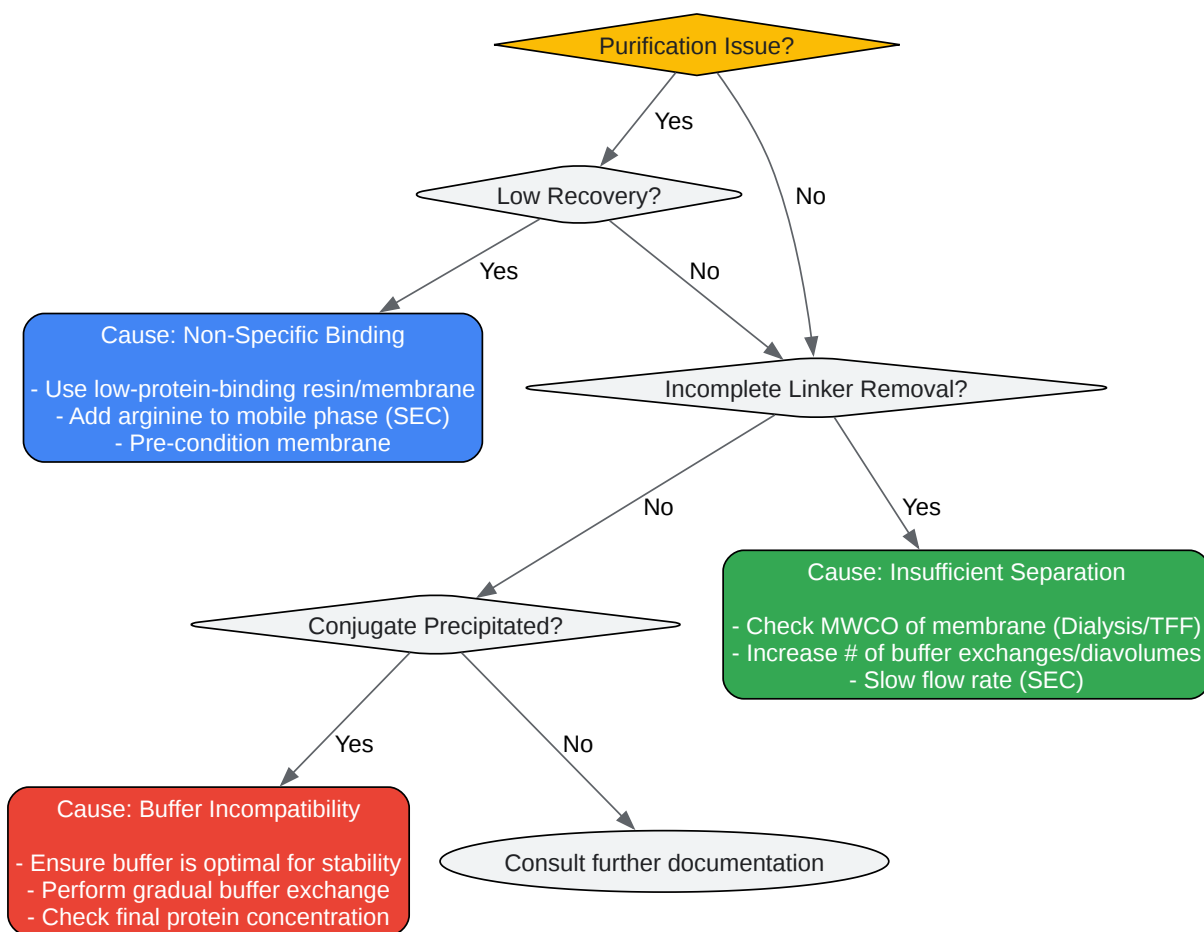 Purification Issue?
Yes
No
Low Recovery?
Yes
No
Cause: Non-Specific Binding
- Use low-protein-binding resin/membrane
- Add arginine to mobile phase (SEC)
- Pre-condition membrane
Incomplete Linker Removal?
No
Yes
Cause: Insufficient Separation
- Check MWCO of membrane (Dialysis/TFF)
- Increase # of buffer exchanges/diavolumes
- Slow flow rate (SEC)
Conjugate Precipitated?
Yes
No
Cause: Buffer Incompatibility
- Ensure buffer is optimal for stability
- Perform gradual buffer exchange
- Check final protein concentration
Consult further documentation